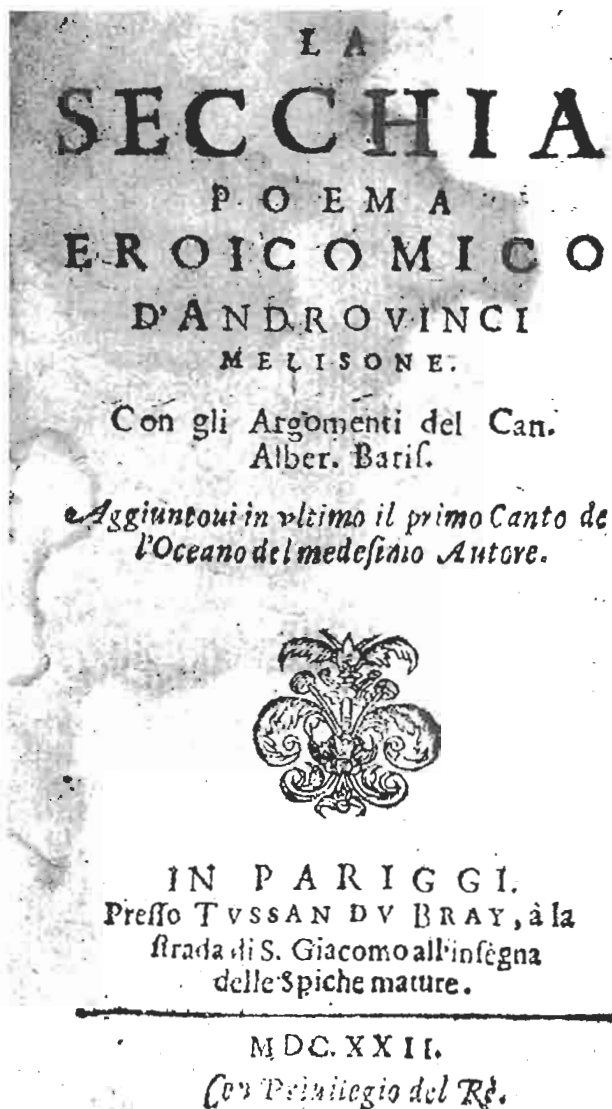 LA
SECCHIA
POEMA
EROICOMICO
D'ANDROVINCI
MELISONE.
Con gli Argomenti del Can.
Alber. Bariſ.
Aggiuntoui in vltimo il primo Canto de
l'Oceano del medeſimo Autore.
IN PARIGGI.
Preſſo TVSSAN DV BRAY, à la
ſtrada di S. Giacomo all'inſegna
delle Spiche mature.
MDC.XXII.
Con Priuilegio del Rè.